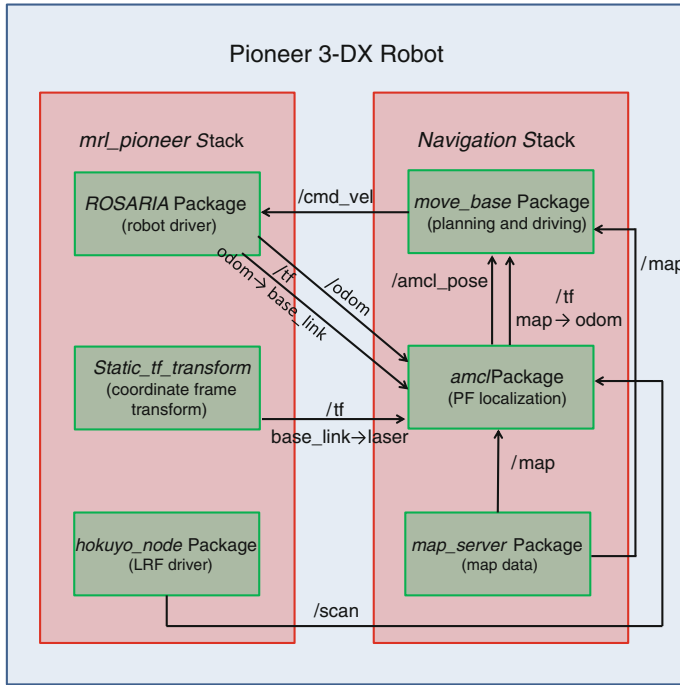 Pioneer 3-DX Robot
mrl_pioneer Stack
Navigation Stack
ROSARIA Package
(robot driver)
/cmd_vel
move_base Package
(planning and driving)
/map
/tf
odom→base_link
/odom
/amcl_pose
/tf
map→odom
Static_tf_transform
(coordinate frame
transform)
/tf
base_link→laser
amclPackage
(PF localization)
/map
hokuyo_node Package
(LRF driver)
map_server Package
(map data)
/scan